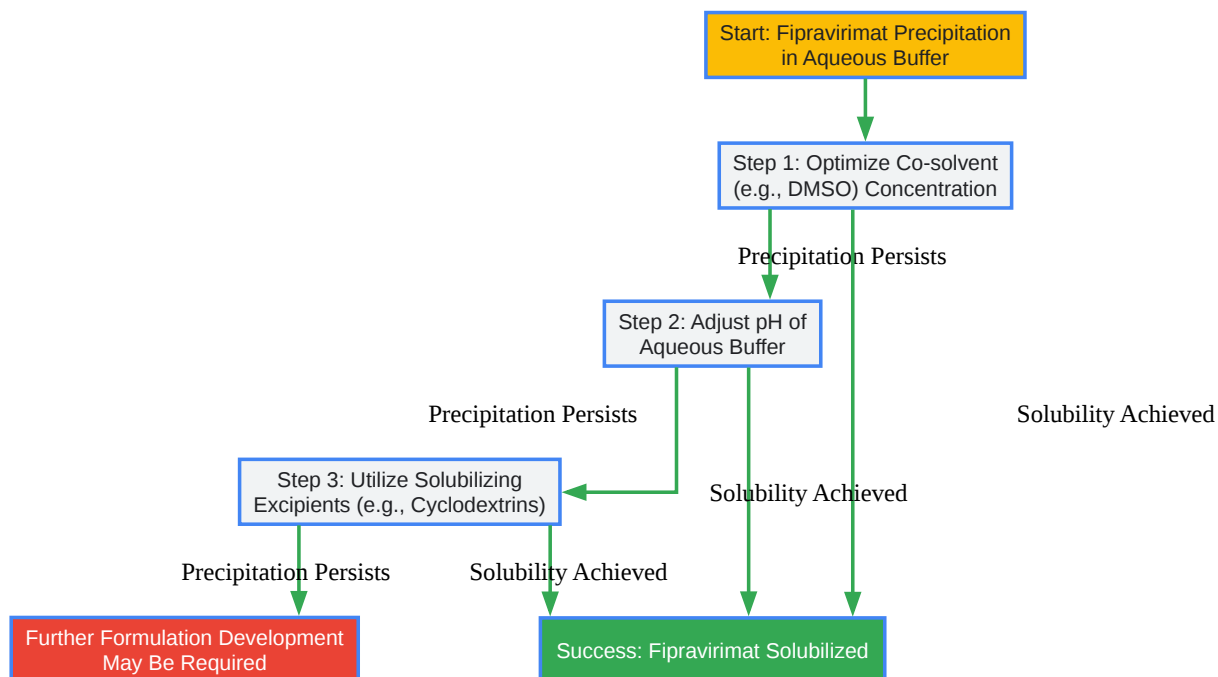 Start: Fipravirimat Precipitation
in Aqueous Buffer
Step 1: Optimize Co-solvent
(e.g., DMSO) Concentration
Precipitation Persists
Step 2: Adjust pH of
Aqueous Buffer
Precipitation Persists
Solubility Achieved
Step 3: Utilize Solubilizing
Excipients (e.g., Cyclodextrins)
Solubility Achieved
Precipitation Persists
Solubility Achieved
Further Formulation Development
May Be Required
Success: Fipravirimat Solubilized